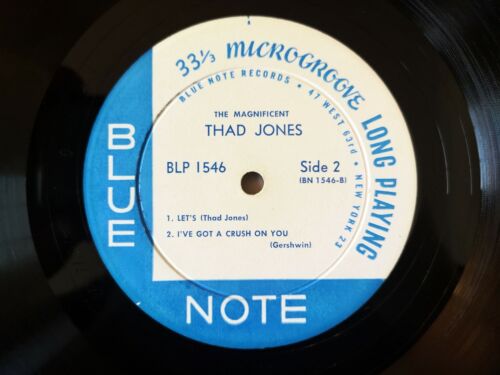 33⅓ MICROGROOVE LONG PLAYING
BLUE NOTE RECORDS • 47 WEST 63rd • NEW YORK 23
THE MAGNIFICENT
THAD JONES
BLP 1546
Side 2
(BN 1546-B)
1. LET'S (Thad Jones)
2. I'VE GOT A CRUSH ON YOU
(Gershwin)
BLUE
NOTE